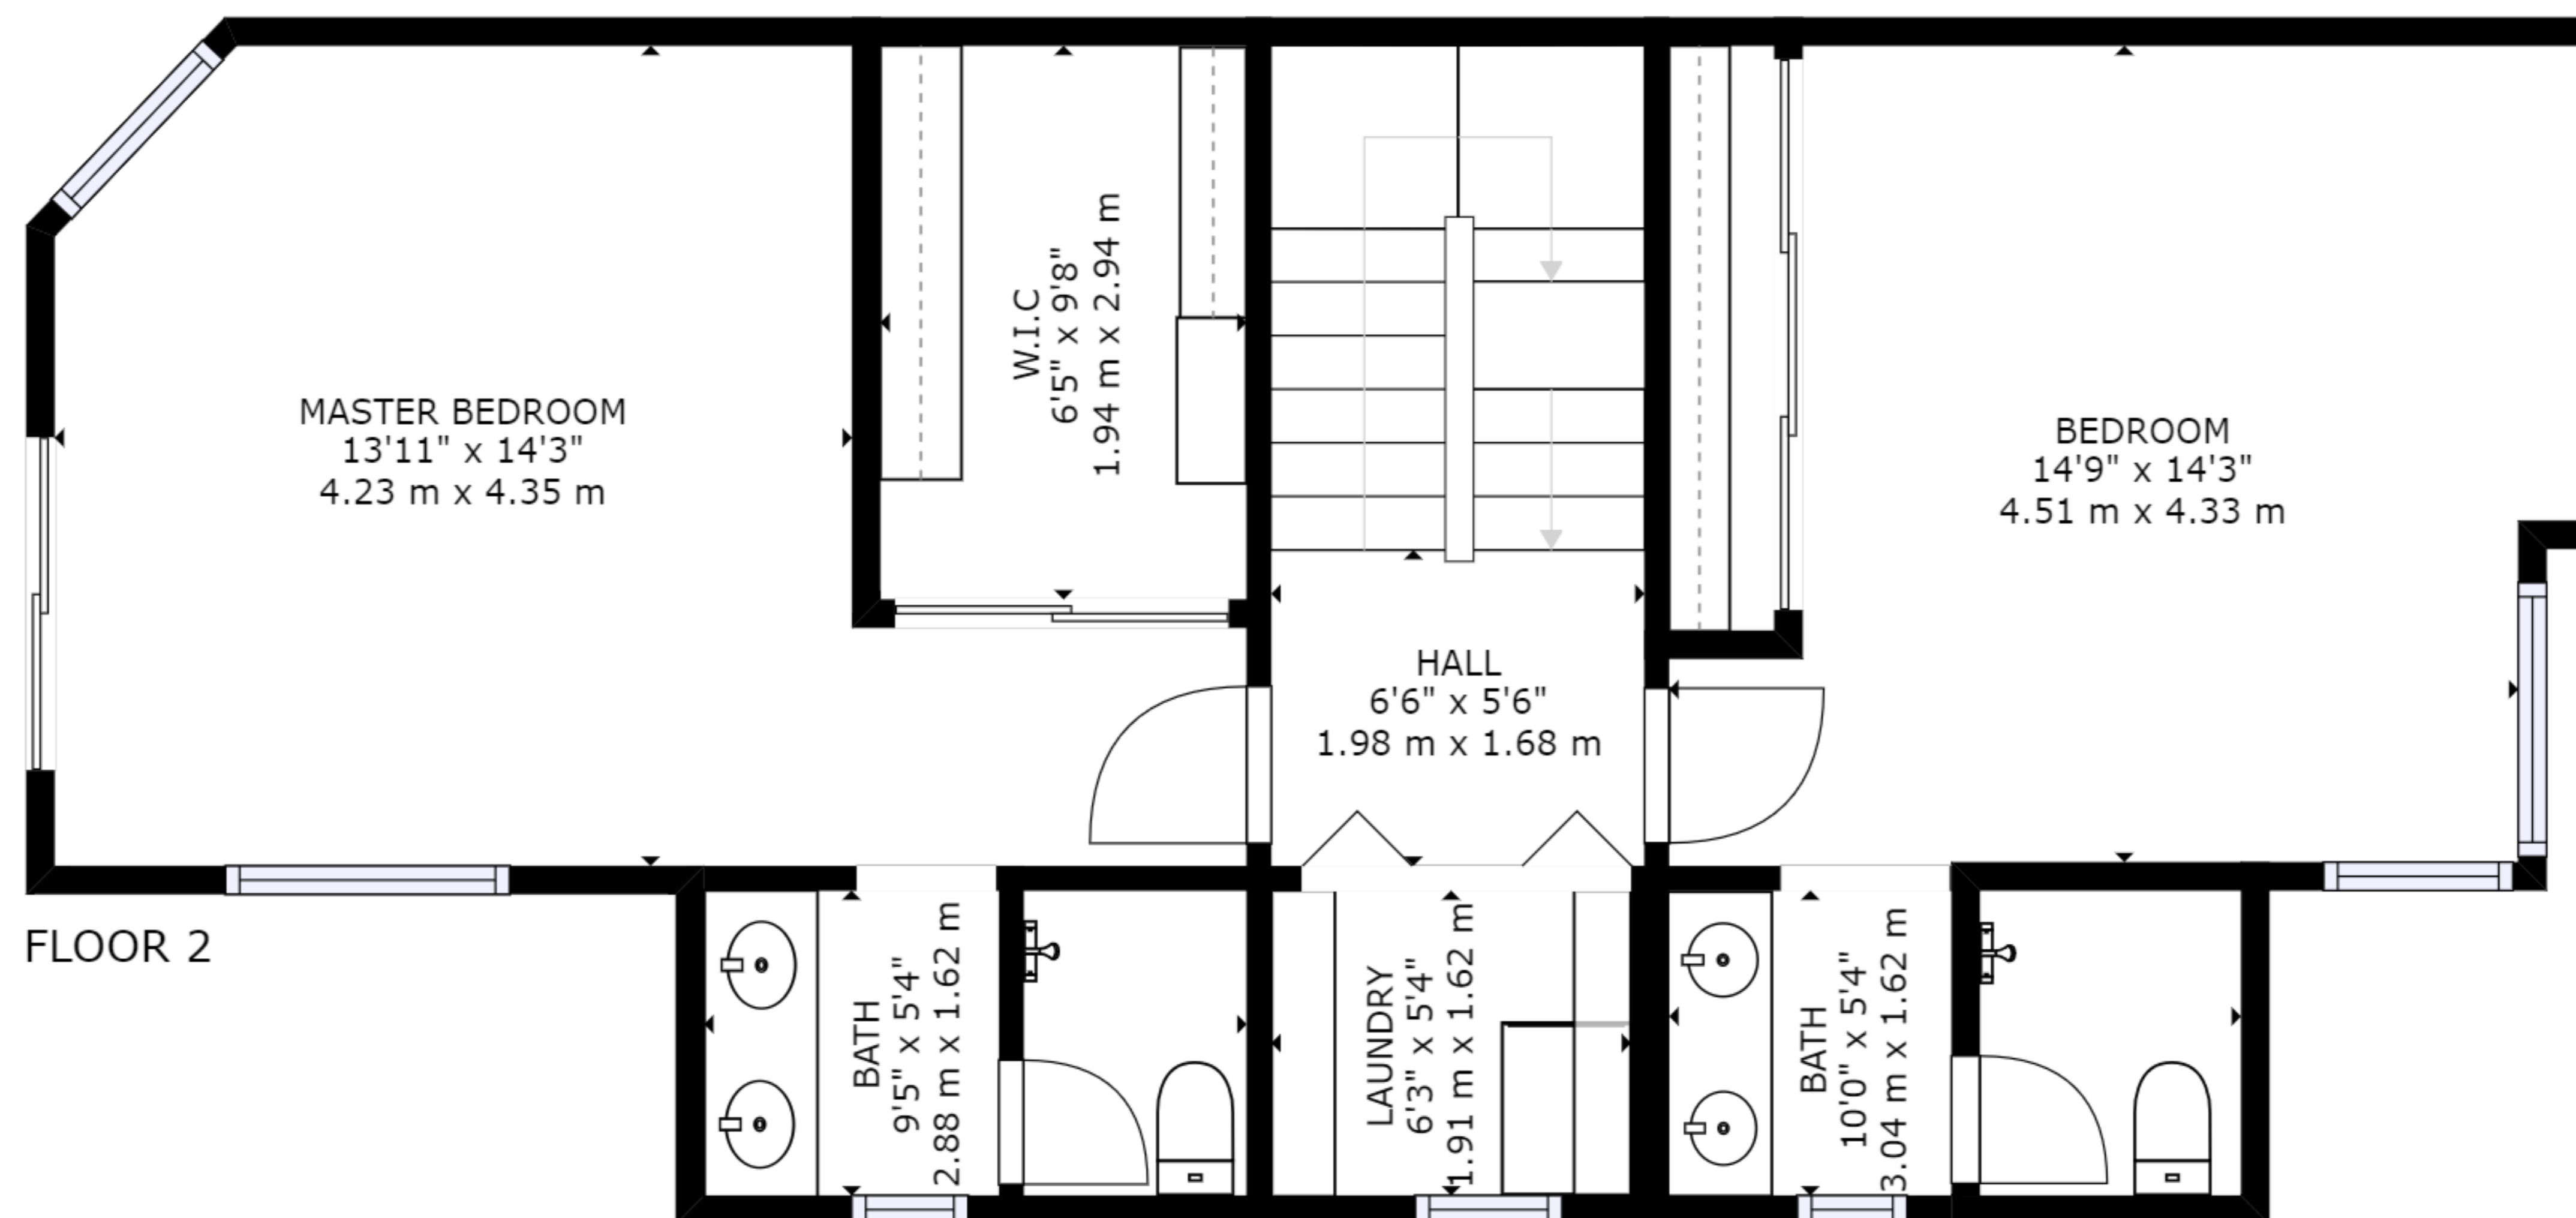 MASTER BEDROOM
13'11" x 14'3"
4.23 m x 4.35 m
W.I.C
6'5" x 9'8"
1.94 m x 2.94 m
HALL
6'6" x 5'6"
1.98 m x 1.68 m
BEDROOM
14'9" x 14'3"
4.51 m x 4.33 m
FLOOR 2
BATH
9'5" x 5'4"
2.88 m x 1.62 m
LAUNDRY
6'3" x 5'4"
1.91 m x 1.62 m
BATH
10'0" x 5'4"
3.04 m x 1.62 m